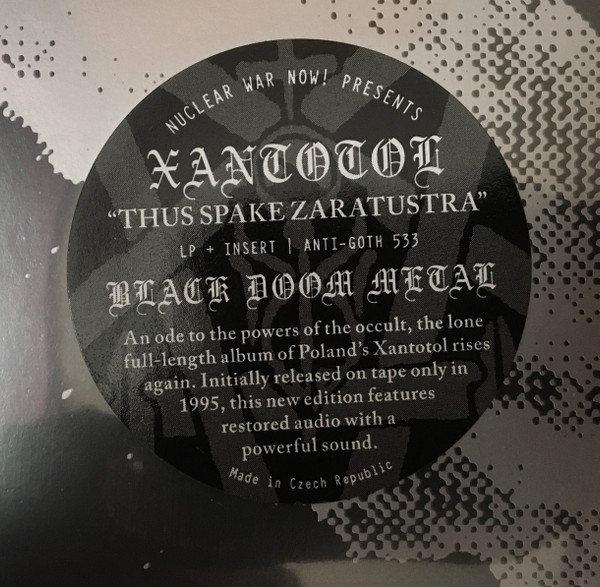 NUCLEAR WAR NOW! PRESENTS
XANTOTOL
“THUS SPAKE ZARATUSTRA”
LP + INSERT | ANTI-GOTH 533
BLACK DOOM METAL
An ode to the powers of the occult, the lone
full-length album of Poland's Xantotol rises
again. Initially released on tape only in
1995, this new edition features
restored audio with a
powerful sound.
Made in Czech Republic